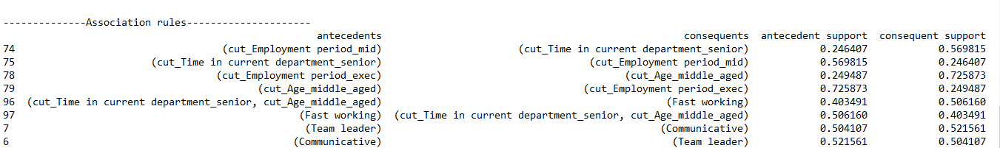 --------------Association rules---------------------
antecedents consequents antecedent support consequent support
74 (cut_Employment period_mid) (cut_Time in current department_senior) 0.246407 0.569815
75 (cut_Time in current department_senior) (cut_Employment period_mid) 0.569815 0.246407
78 (cut_Employment period_exec) (cut_Age_middle_aged) 0.249487 0.725873
79 (cut_Age_middle_aged) (cut_Employment period_exec) 0.725873 0.249487
96 (cut_Time in current department_senior, cut_Age_middle_aged) (Fast working) 0.403491 0.506160
97 (Fast working) (cut_Time in current department_senior, cut_Age_middle_aged) 0.506160 0.403491
7 (Team leader) (Communicative) 0.504107 0.521561
6 (Communicative) (Team leader) 0.521561 0.504107